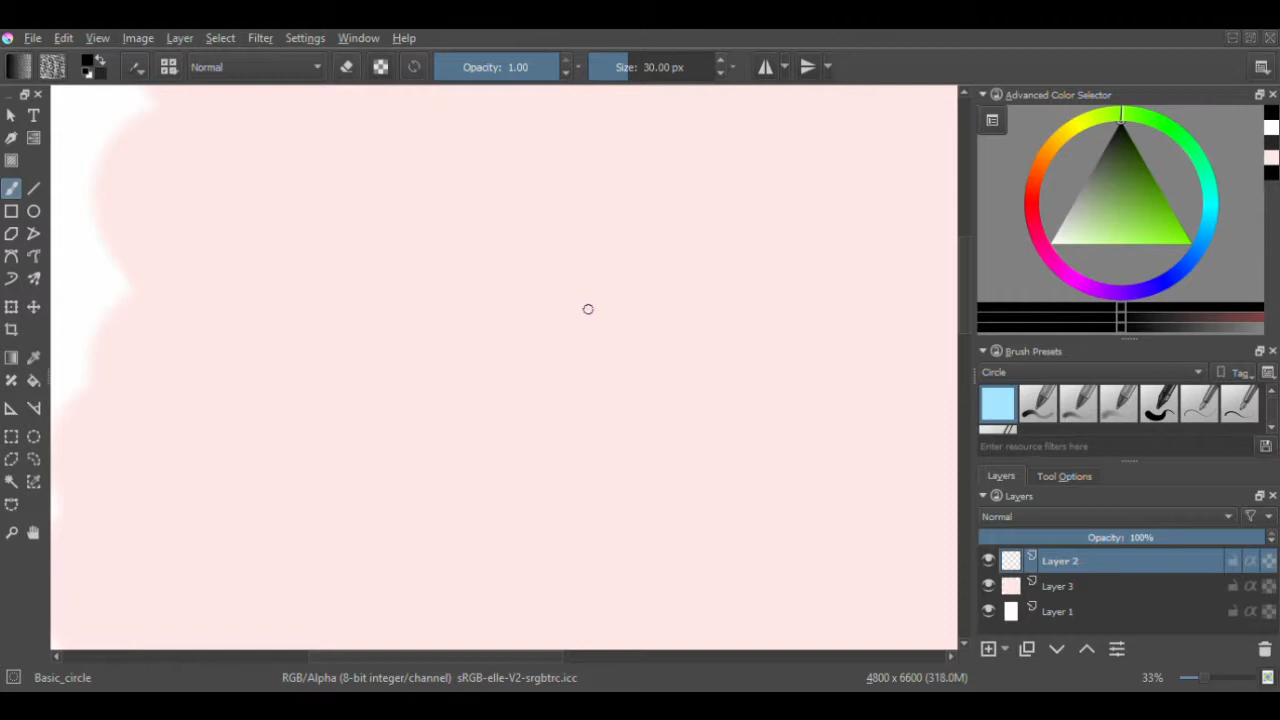 File Edit View Image Layer Select Filter Settings Window Help
Normal Opacity: 1.00 Size: 30.00 px
Advanced Color Selector
Brush Presets
Circle Tag
Enter resource filters here
Layers Tool Options
Layers
Normal
Opacity: 100%
Layer 2
Layer 3
Layer 1
Basic_circle RGB/Alpha (8-bit integer/channel) sRGB-elle-V2-srgbtrc.icc 4800 x 6600 (318.0M) 33%